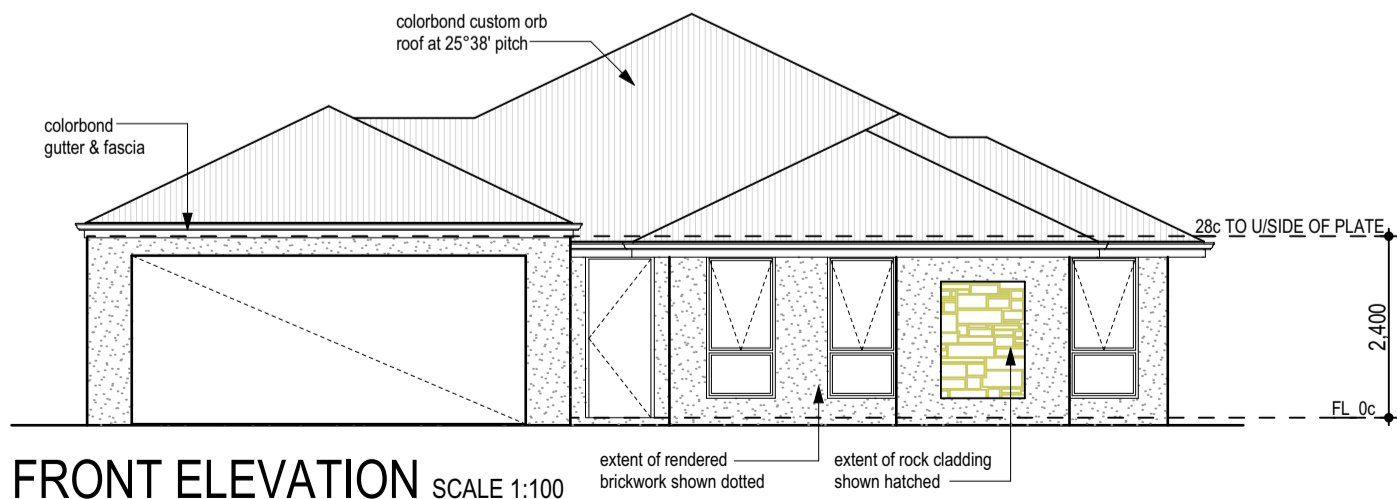 colorbond custom orb
roof at 25°38' pitch
colorbond
gutter & fascia
28c TO U/SIDE OF PLATE
2,400
FL 0c
extent of rendered
brickwork shown dotted
extent of rock cladding
shown hatched
FRONT ELEVATION SCALE 1:100